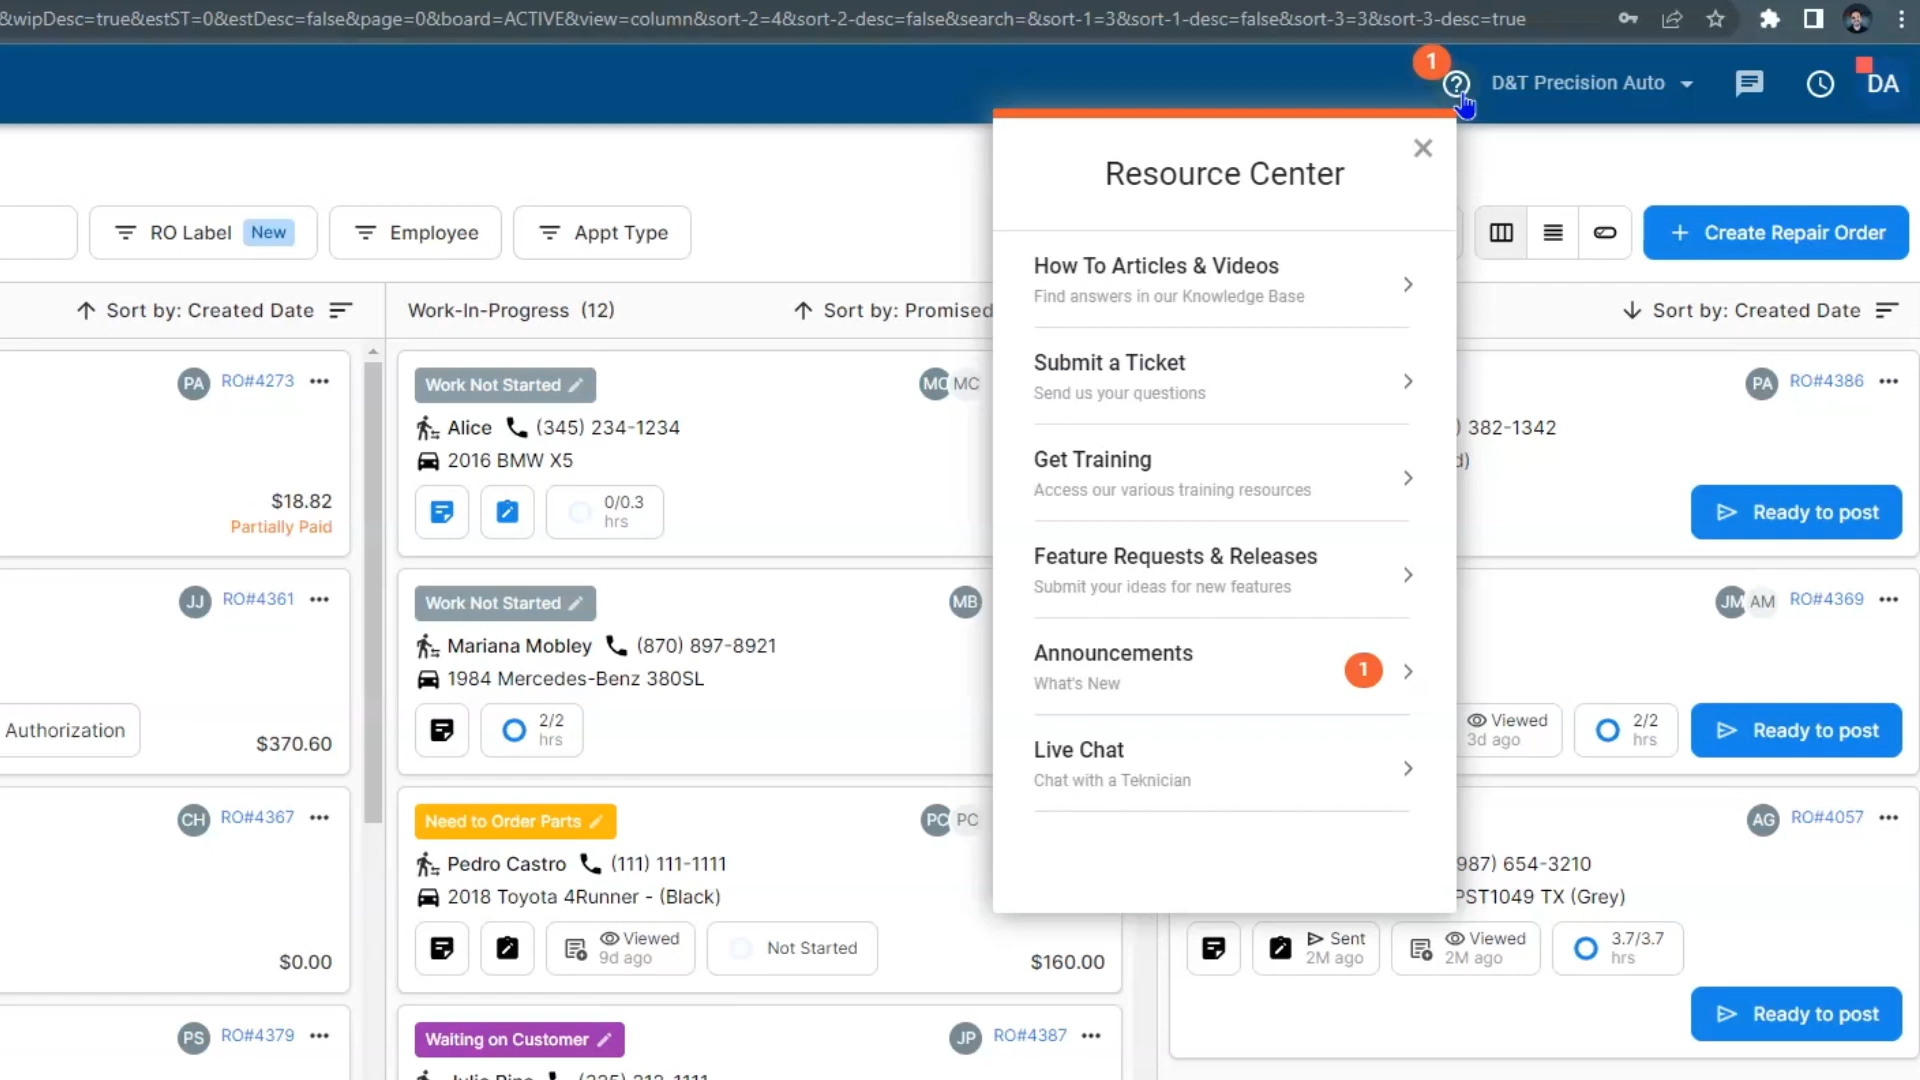 &wipDesc=true&estST=0&estDesc=false&page=0&board=ACTIVE&view=column&sort-2=4&sort-2-desc=false&search=&sort-1=3&sort-1-desc=false&sort-3=3&sort-3-desc=true
1
D&T Precision Auto
DA
RO Label New
Employee
Appt Type
Create Repair Order
Sort by: Created Date
Work-In-Progress (12)
Sort by: Promised
Sort by: Created Date
PA RO#4273
$18.82
Partially Paid
JJ RO#4361
Authorization
$370.60
CH RO#4367
$0.00
PS RO#4379
Work Not Started
MC MC
Alice (345) 234-1234
2016 BMW X5
0/0.3
hrs
Work Not Started
MB
Mariana Mobley (870) 897-8921
1984 Mercedes-Benz 380SL
2/2
hrs
Need to Order Parts
PC PC
Pedro Castro (111) 111-1111
2018 Toyota 4Runner - (Black)
Viewed
9d ago
Not Started
$160.00
Waiting on Customer
JP RO#4387
Resource Center
How To Articles & Videos
Find answers in our Knowledge Base
Submit a Ticket
Send us your questions
Get Training
Access our various training resources
Feature Requests & Releases
Submit your ideas for new features
Announcements
What's New
1
Live Chat
Chat with a Teknician
PA RO#4386
) 382-1342
d)
Ready to post
JM AM RO#4369
Viewed
3d ago
2/2
hrs
Ready to post
AG RO#4057
987) 654-3210
PST1049 TX (Grey)
Sent
2M ago
Viewed
2M ago
3.7/3.7
hrs
Ready to post